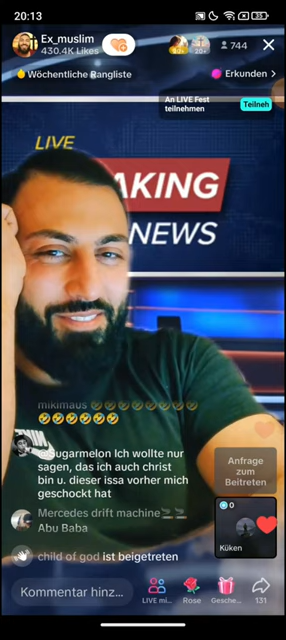 20:13
35
Ex_muslim
430.4K Likes
744
Wöchentliche Rangliste
Erkunden >
An LIVE Fest
teilnehmen
Teilneh
LIVE
AKING
NEWS
mikimaus 🤣🤣🤣🤣🤣🤣🤣🤣
🤣🤣🤣🤣🤣🤣
@Sugarmelon Ich wollte nur
sagen, das ich auch christ
bin u. dieser issa vorher mich
geschockt hat
Mercedes drift machine
Abu Baba
child of god ist beigetreten
Anfrage
zum
Beitreten
0
Küken
Kommentar hinz...
LIVE mi...
Rose
Gesche...
131